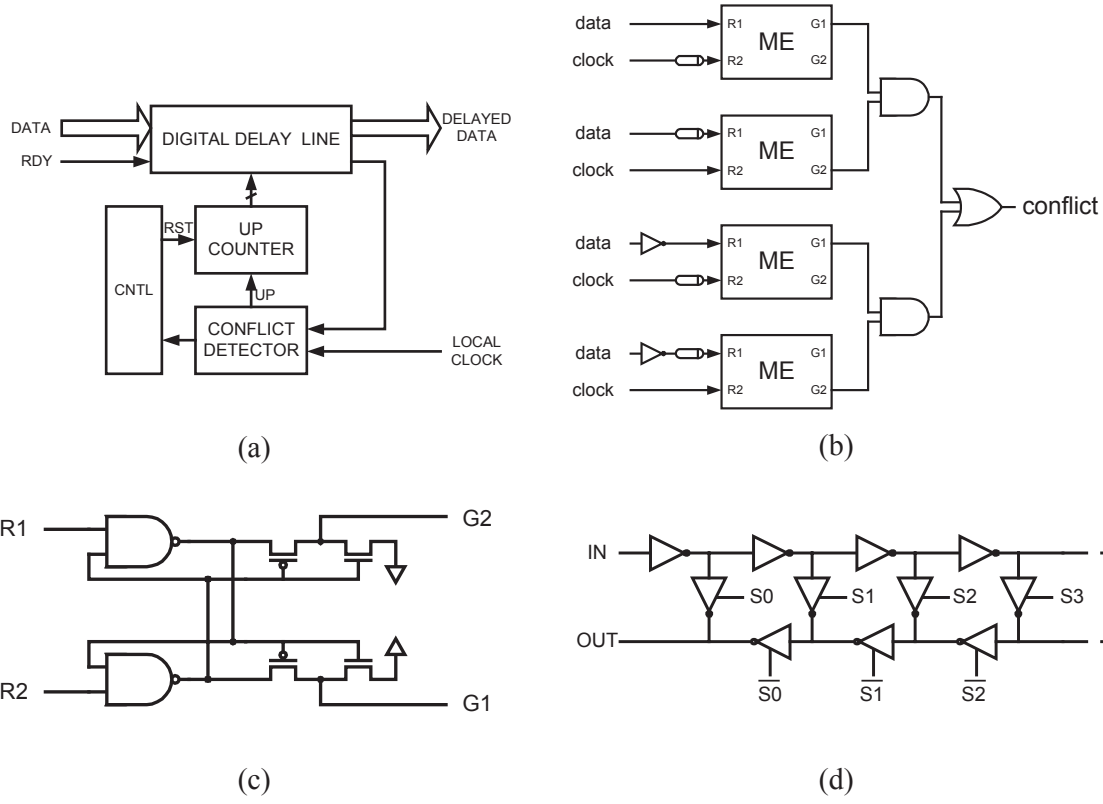 DATA
RDY
DIGITAL DELAY LINE
DELAYED
DATA
RST
UP
COUNTER
CNTL
UP
CONFLICT
DETECTOR
LOCAL
CLOCK
(a)
data
clock
R1
R2
ME
G1
G2
data
clock
R1
R2
ME
G1
G2
data
clock
R1
R2
ME
G1
G2
data
clock
R1
R2
ME
G1
G2
conflict
(b)
R1
G2
R2
G1
(c)
IN
S0
S1
S2
S3
OUT
S0
S1
S2
(d)